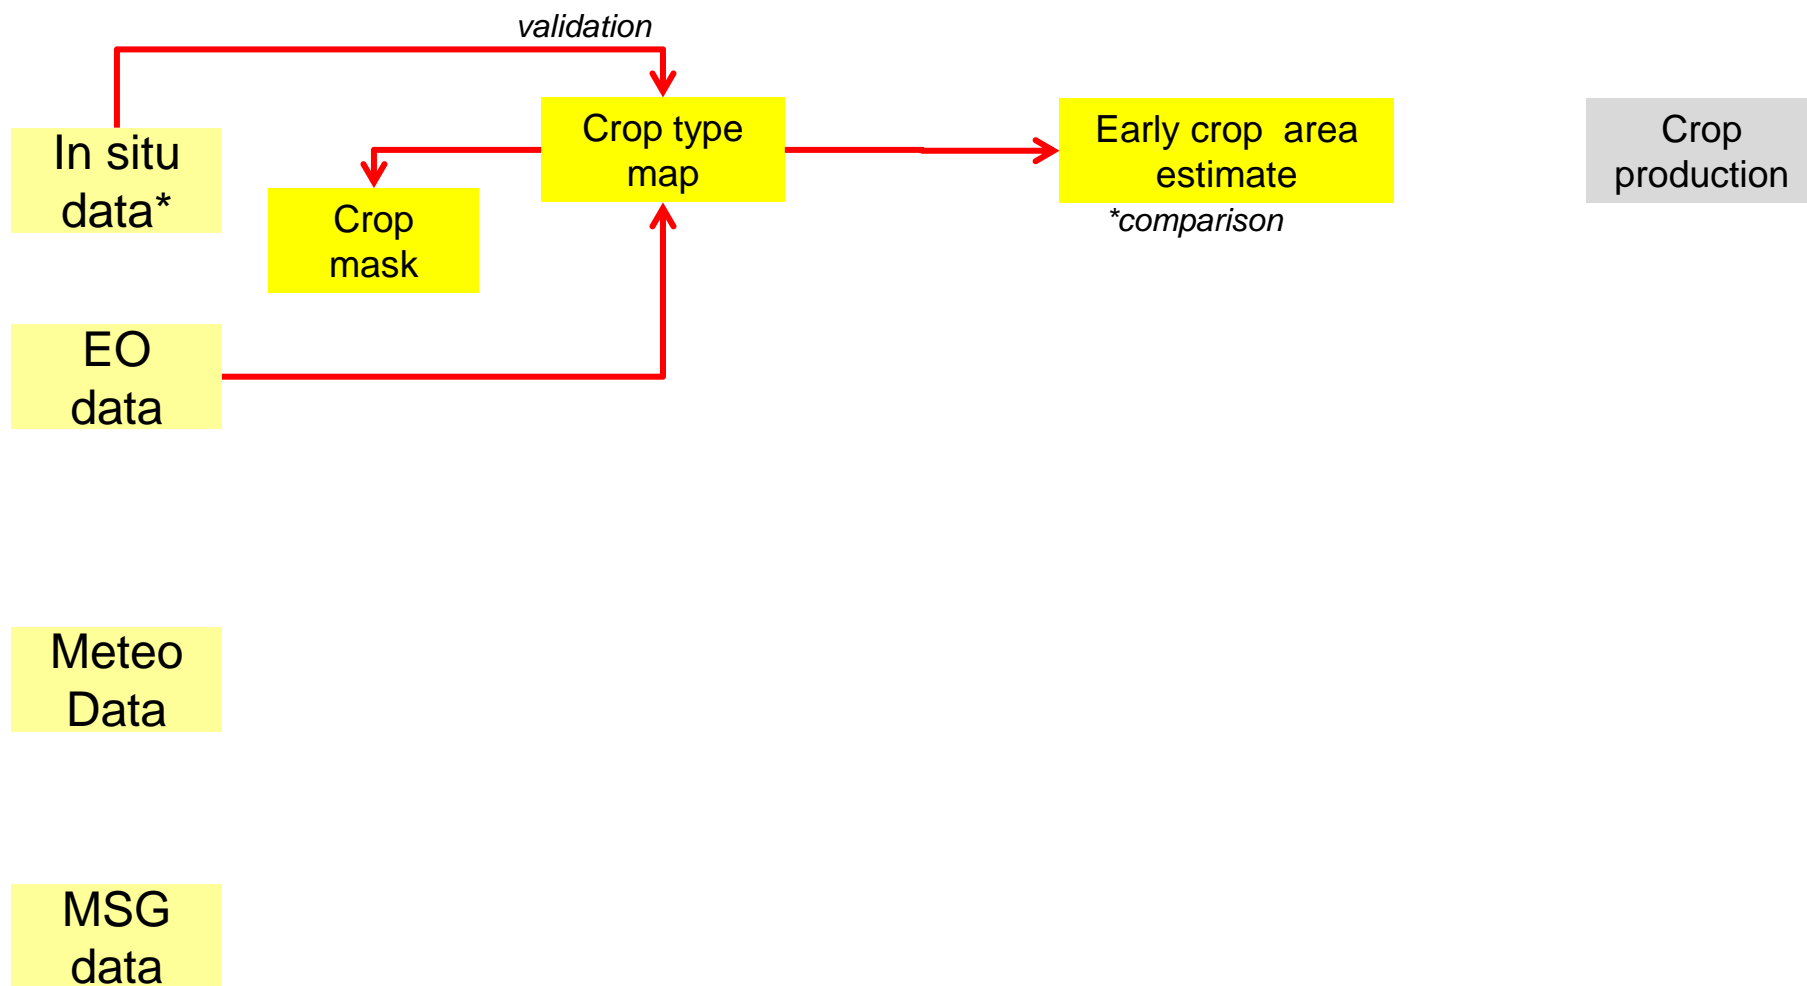 validation
In situ
data*
Crop type
map
Early crop  area
estimate
*comparison
Crop
production
Crop
mask
EO
data
Meteo
Data
MSG
data